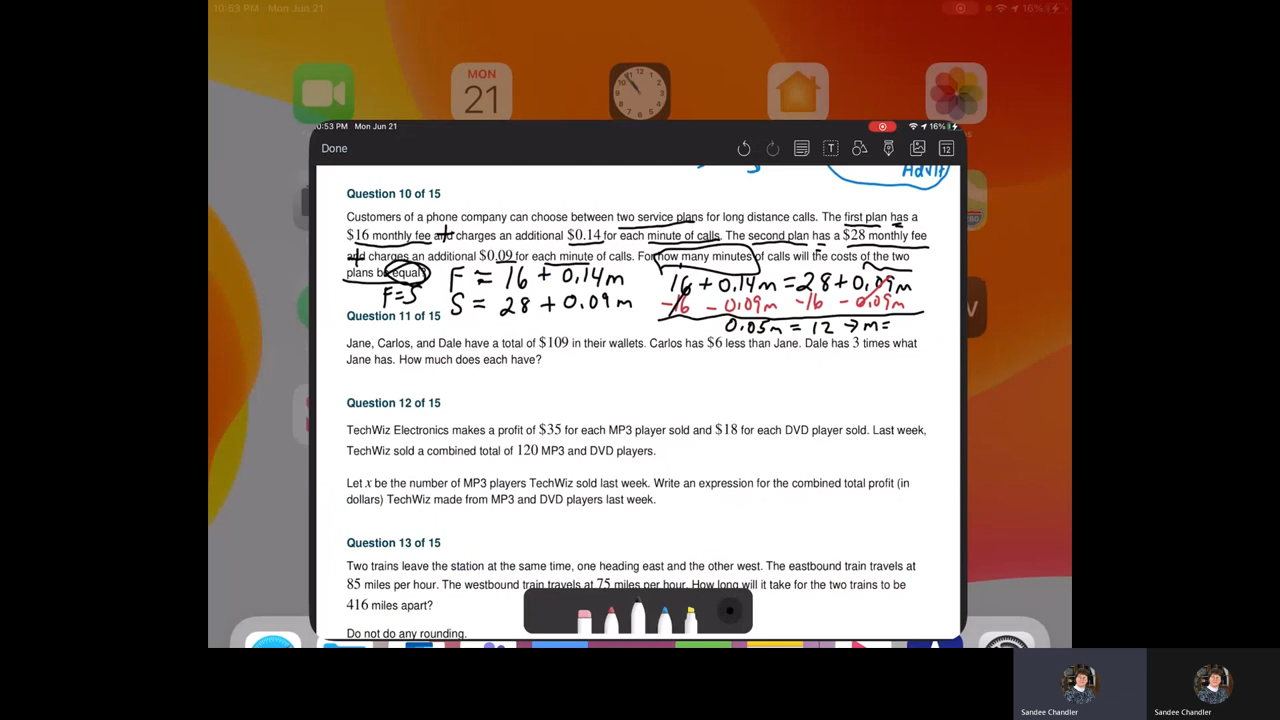 10:53 PM Mon Jun 21
16%
MON
21
10:53 PM Mon Jun 21
16%
Done
12
Advit
Question 10 of 15
Customers of a phone company can choose between two service plans for long distance calls. The first plan has a
$16 monthly fee and charges an additional $0.14 for each minute of calls. The second plan has a $28 monthly fee
and charges an additional $0.09 for each minute of calls. For how many minutes of calls will the costs of the two
plans be equal?
F = 16 + 0.14m
16 + 0.14m = 28 + 0.09m
F = S
S = 28 + 0.09m
-16 - 0.09m -16 - 0.09m
0.05m = 12 → m=
Question 11 of 15
Jane, Carlos, and Dale have a total of $109 in their wallets. Carlos has $6 less than Jane. Dale has 3 times what
Jane has. How much does each have?
Question 12 of 15
TechWiz Electronics makes a profit of $35 for each MP3 player sold and $18 for each DVD player sold. Last week,
TechWiz sold a combined total of 120 MP3 and DVD players.
Let x be the number of MP3 players TechWiz sold last week. Write an expression for the combined total profit (in
dollars) TechWiz made from MP3 and DVD players last week.
Question 13 of 15
Two trains leave the station at the same time, one heading east and the other west. The eastbound train travels at
85 miles per hour. The westbound train travels at 75 miles per hour. How long will it take for the two trains to be
416 miles apart?
Do not do any rounding.
Sandee Chandler
Sandee Chandler